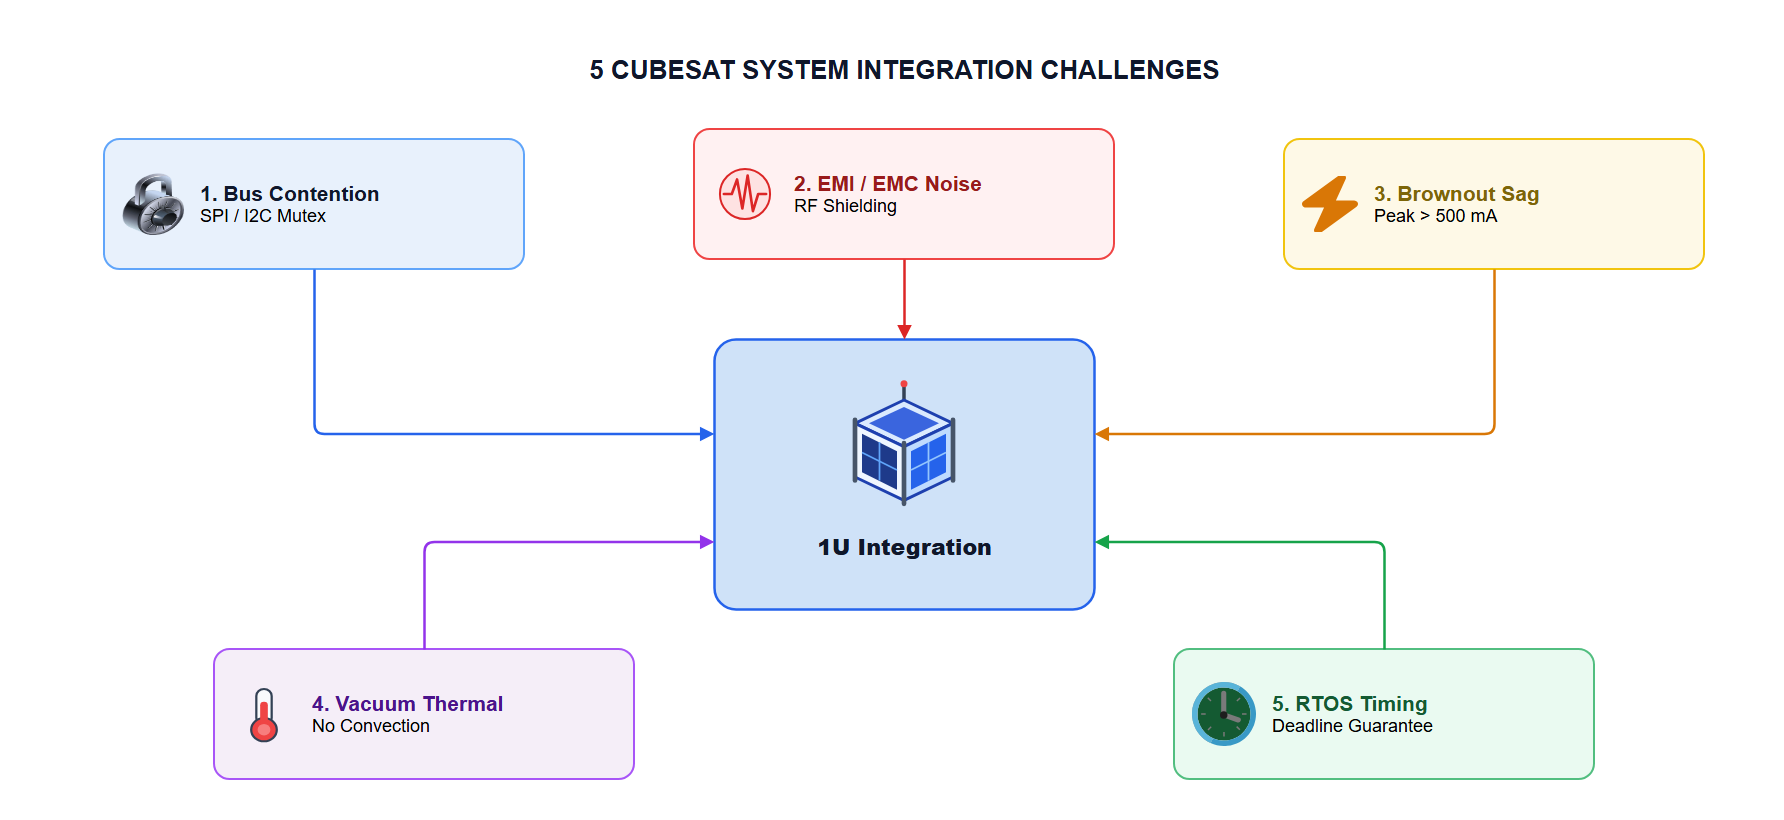 5 CUBESAT SYSTEM INTEGRATION CHALLENGES
1. Bus Contention
SPI / I2C Mutex
2. EMI / EMC Noise
RF Shielding
3. Brownout Sag
Peak > 500 mA
1U Integration
4. Vacuum Thermal
No Convection
5. RTOS Timing
Deadline Guarantee